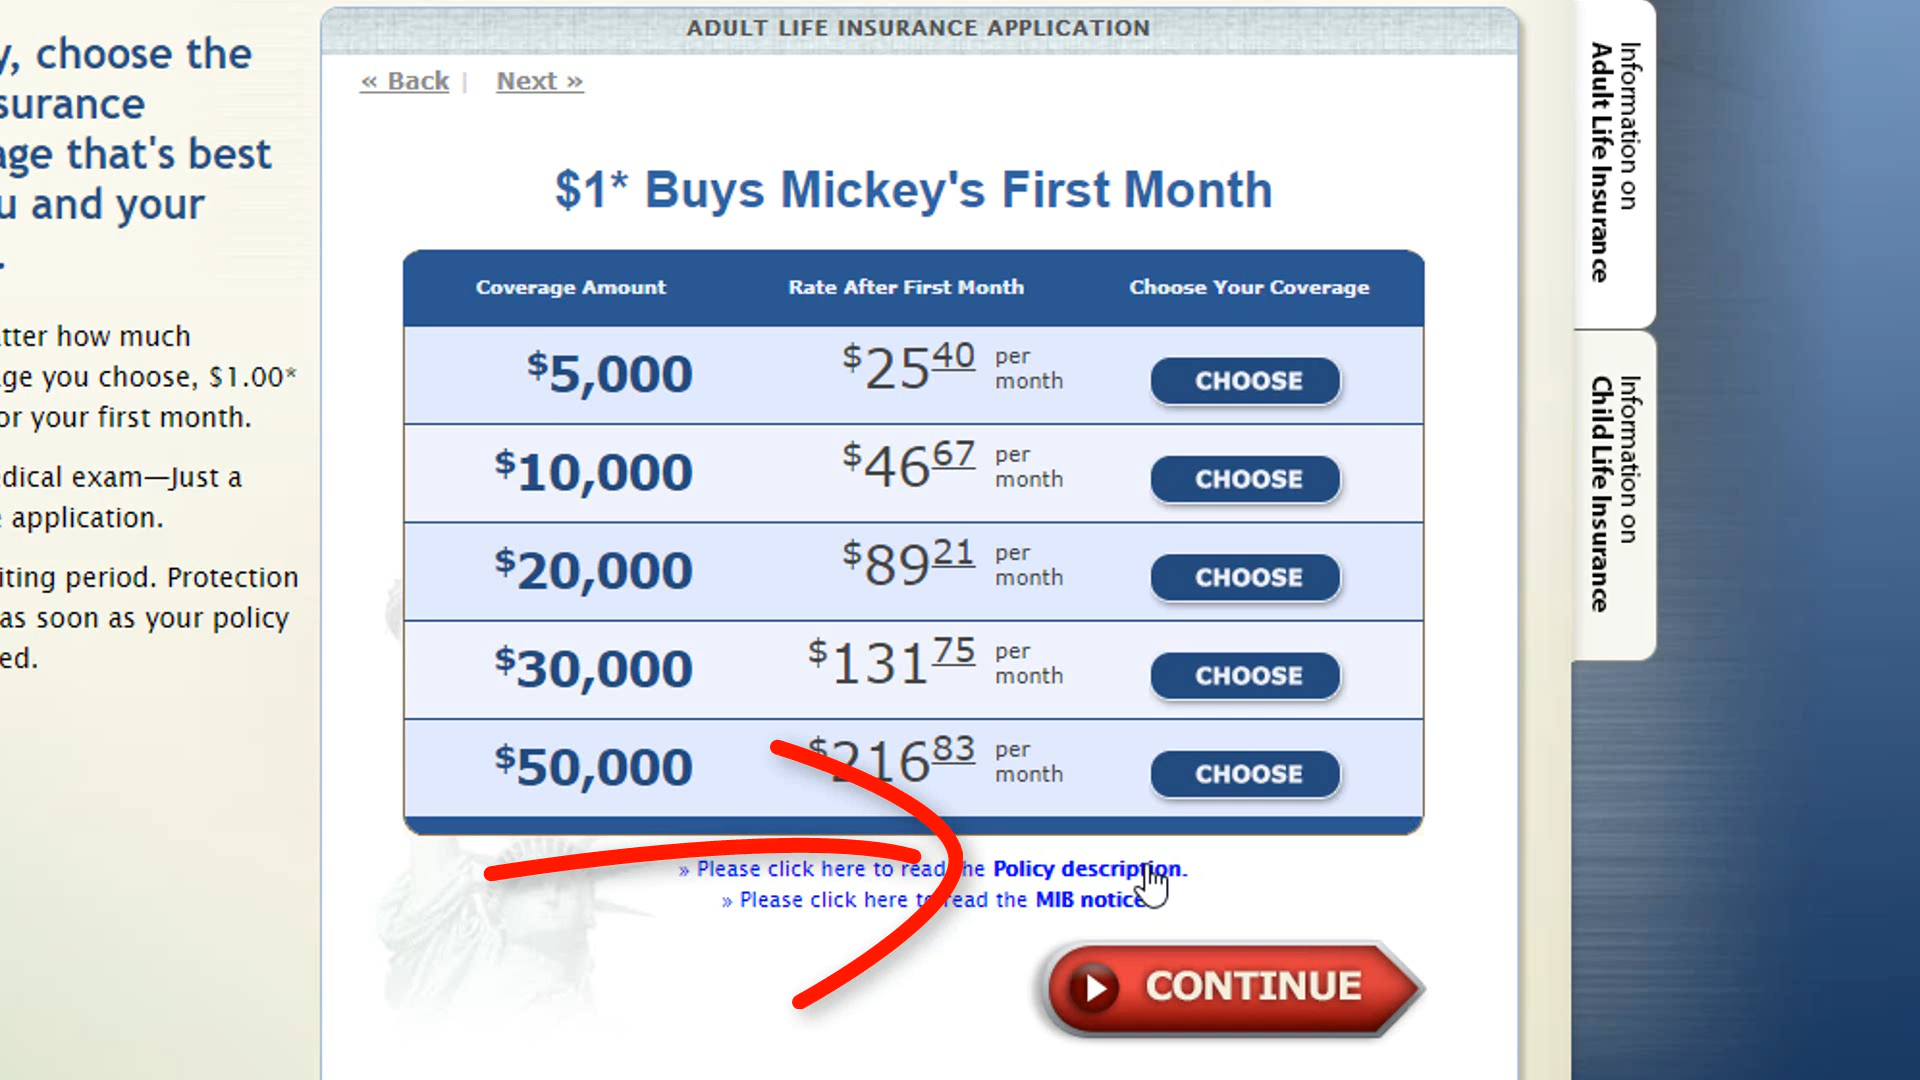 y, choose the
surance
age that's best
u and your
.
tter how much
ge you choose, $1.00*
or your first month.
dical exam—Just a
e application.
iting period. Protection
as soon as your policy
ed.
ADULT LIFE INSURANCE APPLICATION
« Back | Next »
$1* Buys Mickey's First Month
Coverage Amount Rate After First Month Choose Your Coverage
$5,000 $25.40 per month CHOOSE
$10,000 $46.67 per month CHOOSE
$20,000 $89.21 per month CHOOSE
$30,000 $131.75 per month CHOOSE
$50,000 $216.83 per month CHOOSE
» Please click here to read the Policy description.
» Please click here to read the MIB notice
CONTINUE
Information on
Adult Life Insurance
Information on
Child Life Insurance